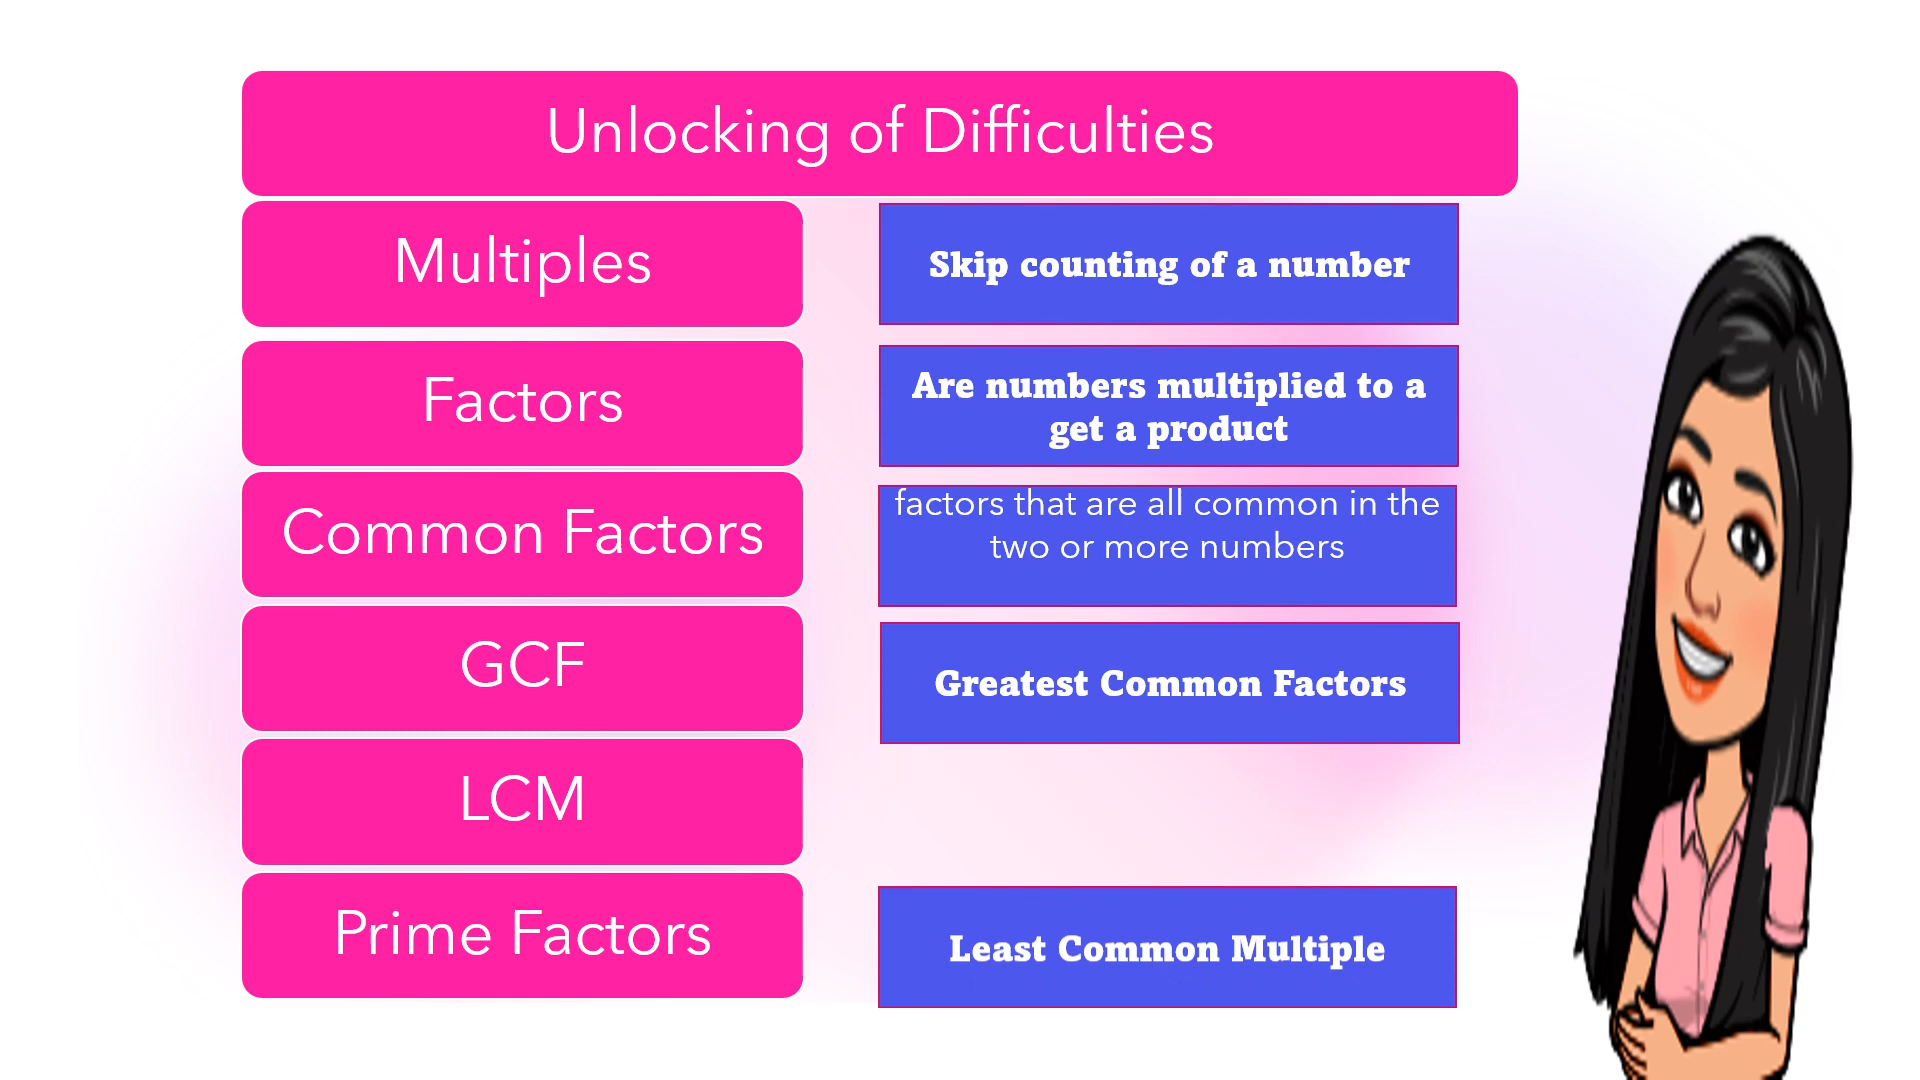 Unlocking of Difficulties
Multiples
Skip counting of a number
Factors
Are numbers multiplied to a
get a product
Common Factors
factors that are all common in the
two or more numbers
GCF
Greatest Common Factors
LCM
Prime Factors
Least Common Multiple